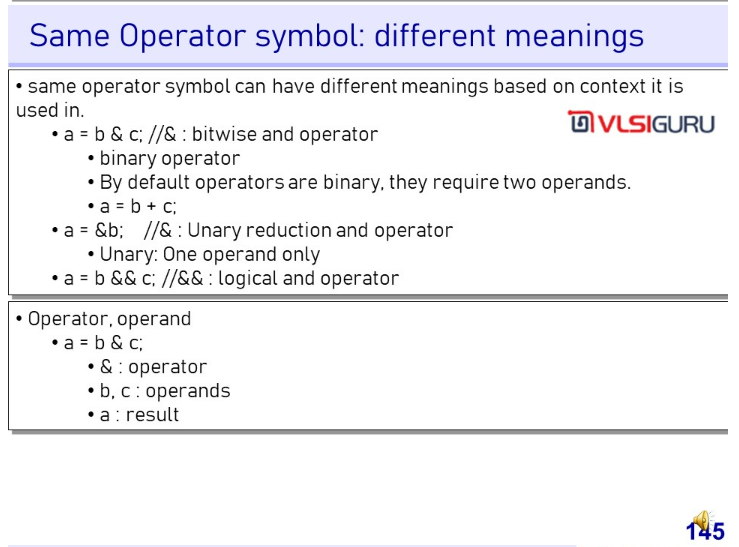 Same Operator symbol: different meanings
• same operator symbol can have different meanings based on context it is
used in.
VLSIGURU
• a = b & c; //& : bitwise and operator
• binary operator
• By default operators are binary, they require two operands.
• a = b + c;
• a = &b; //& : Unary reduction and operator
• Unary: One operand only
• a = b && c; //&& : logical and operator
• Operator, operand
• a = b & c;
• & : operator
• b, c : operands
• a : result
145